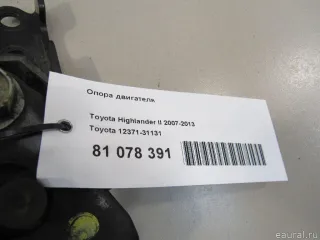 Опора двигателя
Toyota Highlander II 2007-2013
Toyota 12371-31131
81 078 391
© eaural.ru